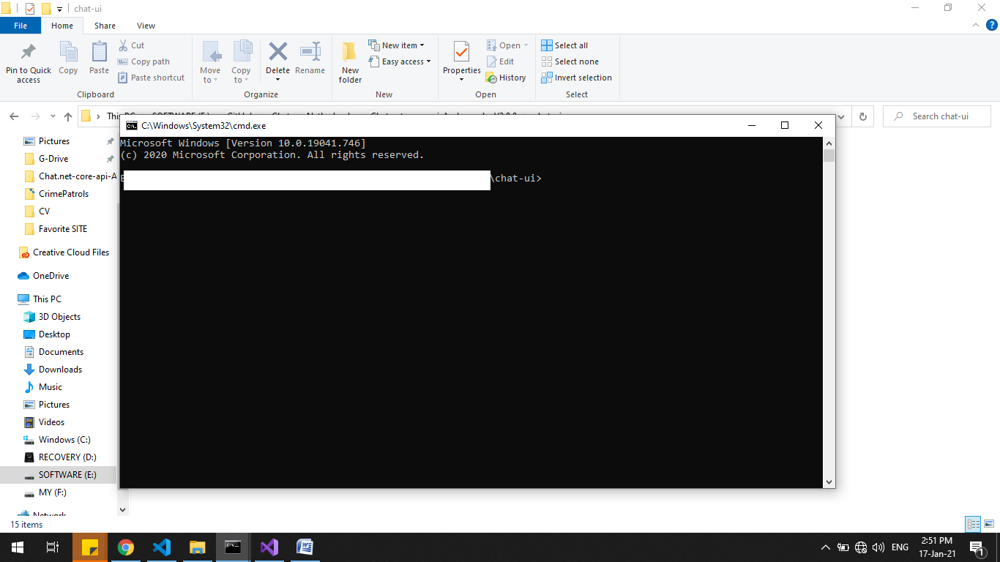 chat-ui
File Home Share View
Pin to Quick access
Copy
Paste
Cut
Copy path
Paste shortcut
Clipboard
Move to
Copy to
Delete
Rename
Organize
New folder
New item
Easy access
New
Properties
Open
Edit
History
Open
Select all
Select none
Invert selection
Select
Search chat-ui
C:\Windows\System32\cmd.exe
Microsoft Windows [Version 10.0.19041.746]
(c) 2020 Microsoft Corporation. All rights reserved.
\chat-ui>
Pictures
G-Drive
Chat.net-core-api-A
CrimePatrols
CV
Favorite SITE
Creative Cloud Files
OneDrive
This PC
3D Objects
Desktop
Documents
Downloads
Music
Pictures
Videos
Windows (C:)
RECOVERY (D:)
SOFTWARE (E:)
MY (F:)
Network
15 items
ENG
2:51 PM
17-Jan-21
1